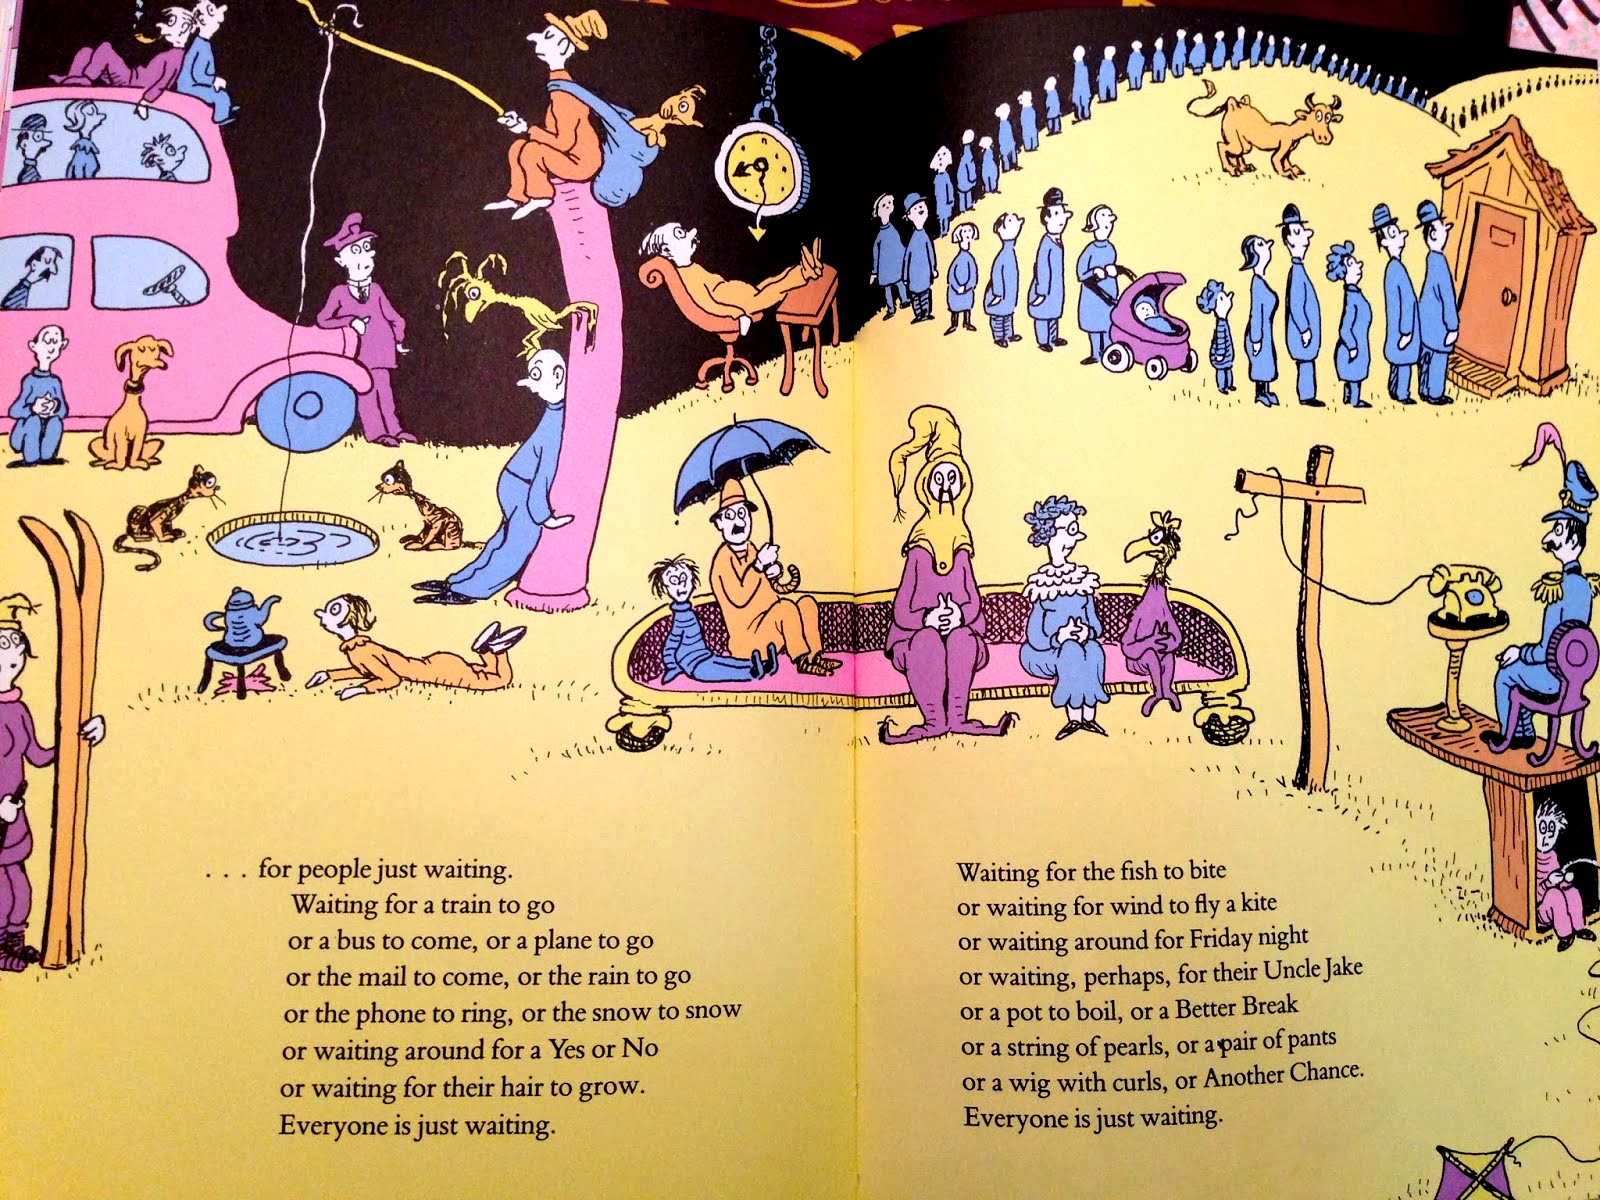 . . . for people just waiting.
Waiting for a train to go
or a bus to come, or a plane to go
or the mail to come, or the rain to go
or the phone to ring, or the snow to snow
or waiting around for a Yes or No
or waiting for their hair to grow.
Everyone is just waiting.
Waiting for the fish to bite
or waiting for wind to fly a kite
or waiting around for Friday night
or waiting, perhaps, for their Uncle Jake
or a pot to boil, or a Better Break
or a string of pearls, or a pair of pants
or a wig with curls, or Another Chance.
Everyone is just waiting.